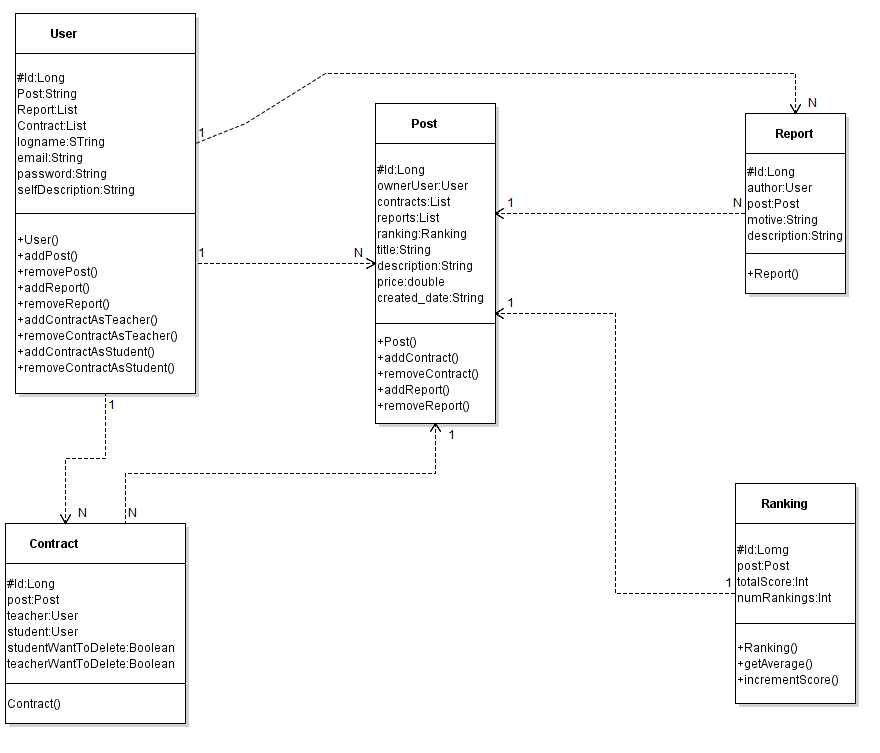 User
#Id:Long
Post:String
Report:List
Contract:List
logname:STring
email:String
password:String
selfDescription:String
+User()
+addPost()
+removePost()
+addReport()
+removeReport()
+addContractAsTeacher()
+removeContractAsTeacher()
+addContractAsStudent()
+removeContractAsStudent()
1
N
1
N
1
N
Post
#Id:Long
ownerUser:User
contracts:List
reports:List
ranking:Ranking
title:String
description:String
price:double
created_date:String
+Post()
+addContract()
+removeContract()
+addReport()
+removeReport()
1
N
1
1
N
1
Report
#Id:Long
author:User
post:Post
motive:String
description:String
+Report()
Contract
#Id:Long
post:Post
teacher:User
student:User
studentWantToDelete:Boolean
teacherWantToDelete:Boolean
Contract()
Ranking
#Id:Lomg
post:Post
totalScore:Int
numRankings:Int
+Ranking()
+getAverage()
+incrementScore()
1